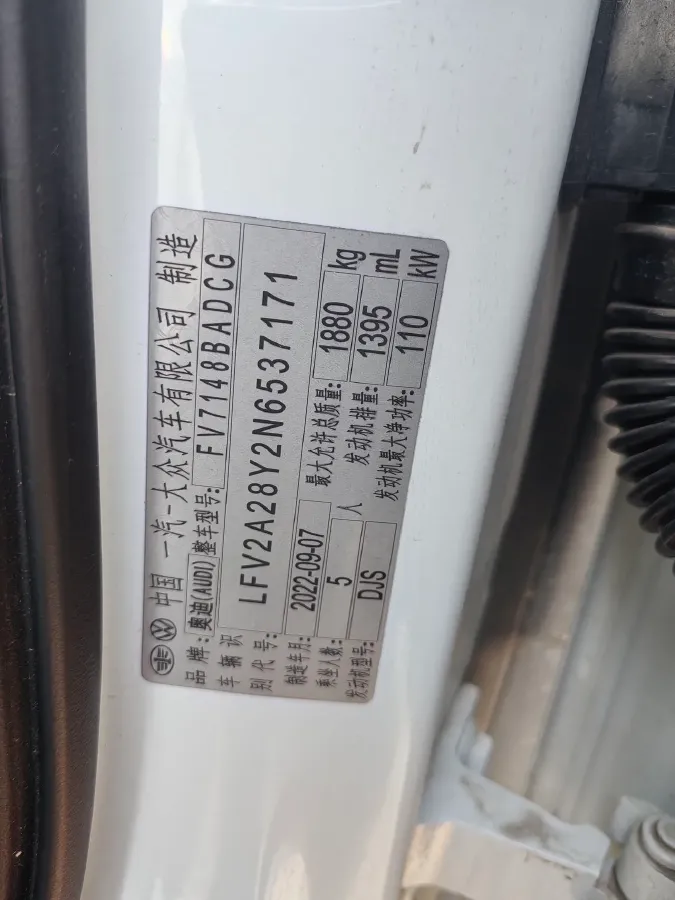 中国 一汽-大众汽车有限公司 制造
品牌:奥迪(AUDI) 整车型号: FV7148BADCG
车辆识别代号: LFV2A28Y2N6537171
制造年月: 2022-09-07 最大允许总质量: 1880 kg
乘坐人数: 5 人 发动机排量: 1395 mL
发动机型号: DJS 发动机最大净功率: 110 kW